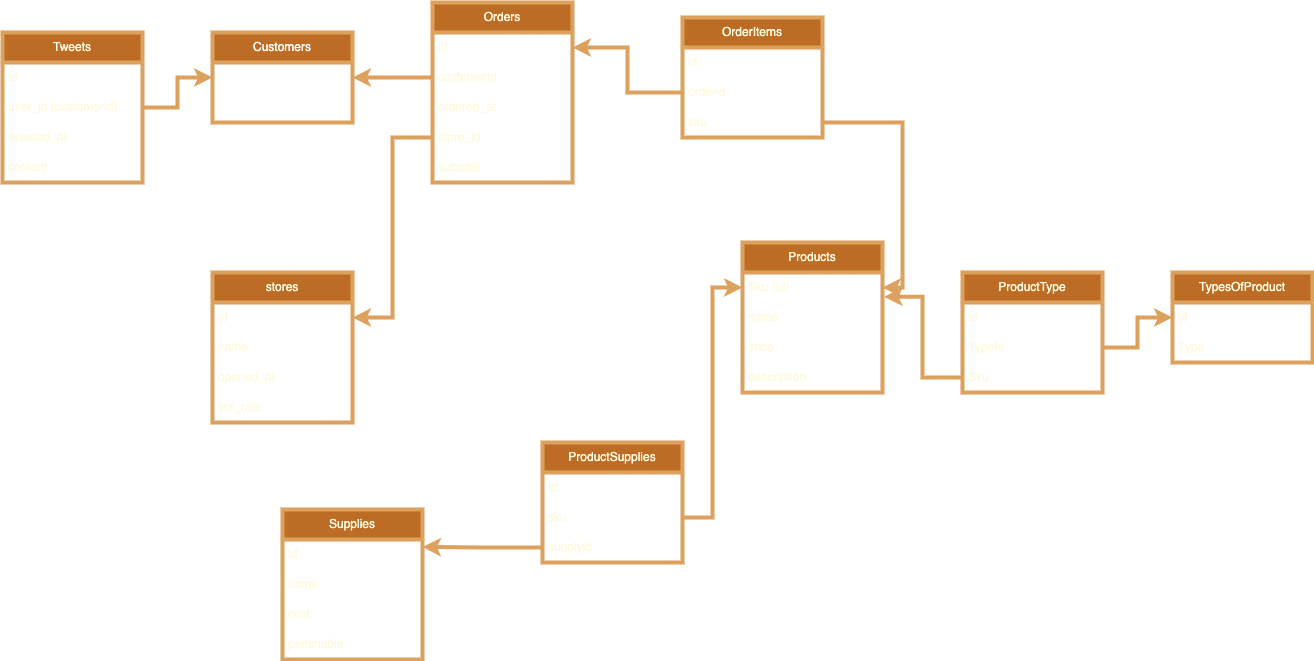 Tweets
id
user_id (customerid)
tweeted_at
content
Customers
Orders
id
customerid
ordered_at
store_id
subtotal
OrderItems
id
orderid
sku
stores
id
name
opened_at
tax_rate
Products
Sku (id)
name
price
description
ProductType
id
TypeIs
Sku
TypesOfProduct
id
Type
ProductSupplies
id
sku
supplyid
Supplies
id
name
cost
perishable